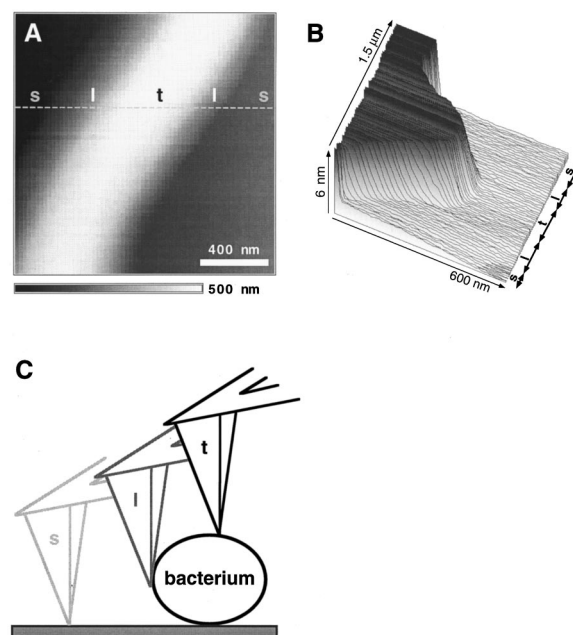 A
s l t l s
400 nm
500 nm
B
1.5 µm
6 nm
600 nm
s l t l s
C
t
l
s
bacterium